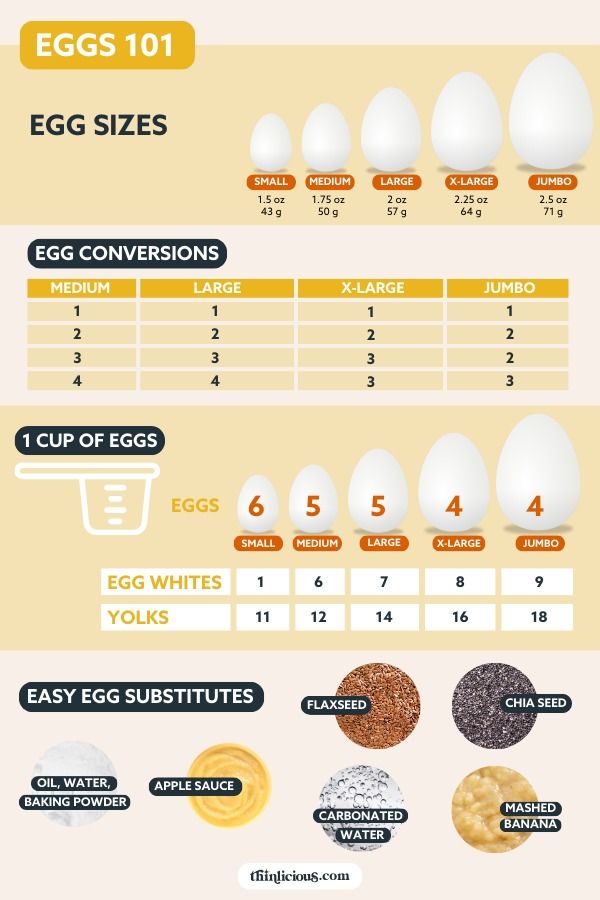 EGGS 101
EGG SIZES
SMALL MEDIUM LARGE X-LARGE JUMBO
1.5 oz 1.75 oz 2 oz 2.25 oz 2.5 oz
43 g 50 g 57 g 64 g 71 g
EGG CONVERSIONS
MEDIUM LARGE X-LARGE JUMBO
1 1 1 1
2 2 2 2
3 3 3 2
4 4 3 3
1 CUP OF EGGS
EGGS 6 5 5 4 4
SMALL MEDIUM LARGE X-LARGE JUMBO
EGG WHITES 1 6 7 8 9
YOLKS 11 12 14 16 18
EASY EGG SUBSTITUTES
FLAXSEED
CHIA SEED
OIL, WATER,
BAKING POWDER
APPLE SAUCE
CARBONATED
WATER
MASHED
BANANA
thinlicious.com